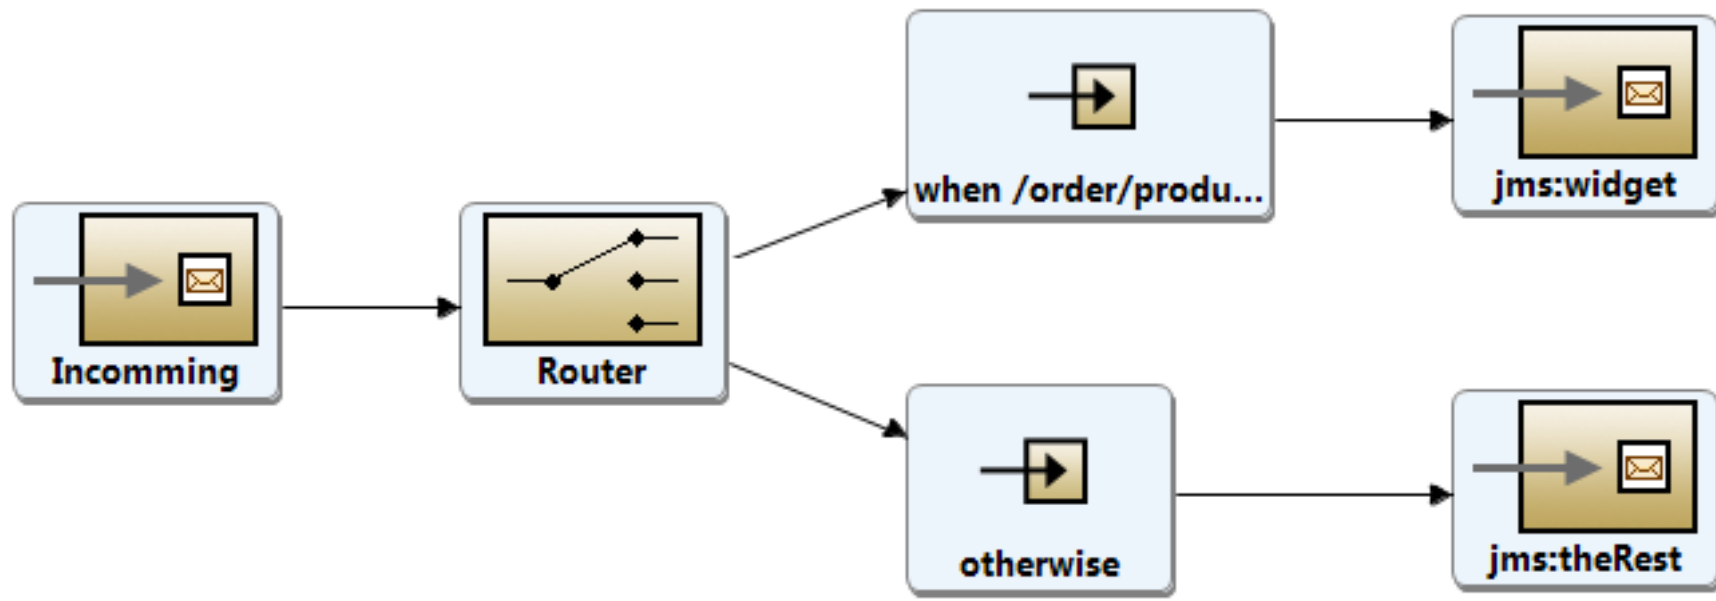 when /order/produ...
jms:widget
Incomming
Router
otherwise
jms:theRest